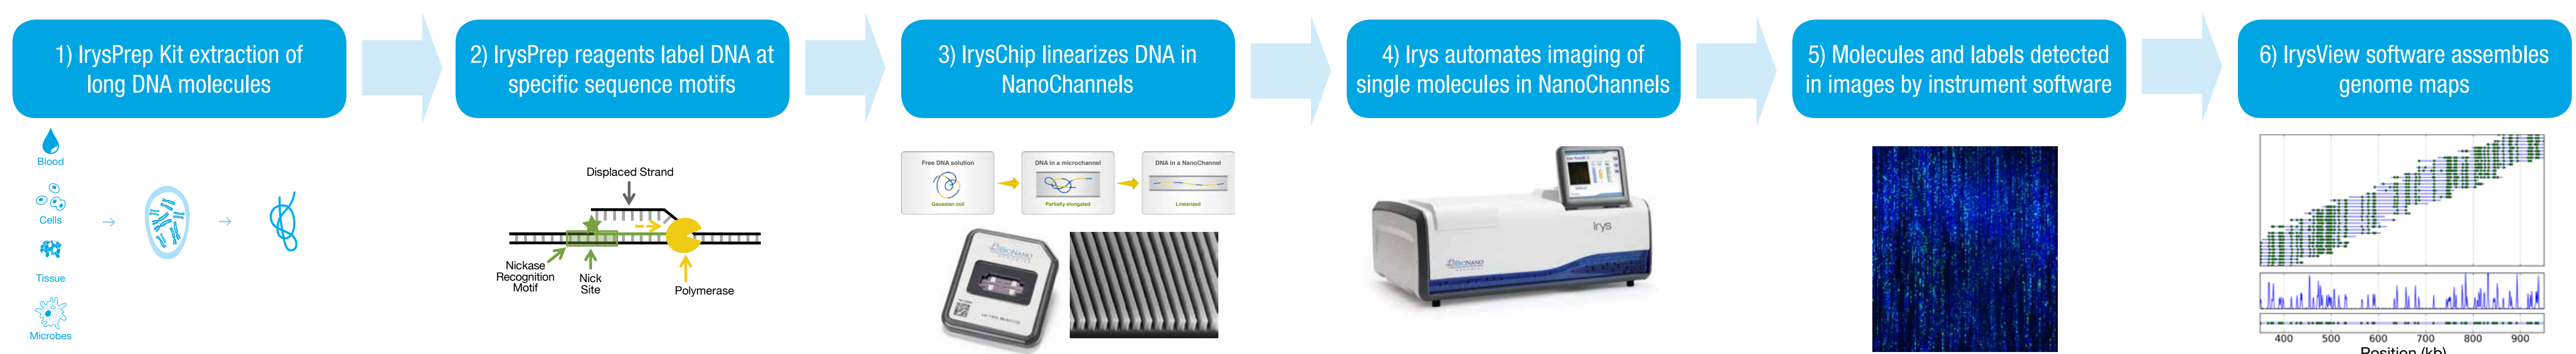 1) IrysPrep Kit extraction of
long DNA molecules
2) IrysPrep reagents label DNA at
specific sequence motifs
3) IrysChip linearizes DNA in
NanoChannels
4) Irys automates imaging of
single molecules in NanoChannels
5) Molecules and labels detected
in images by instrument software
6) IrysView software assembles
genome maps
Blood
Cells
Tissue
Microbes
Displaced Strand
Nickase
Recognition
Motif
Nick
Site
Polymerase
Free DNA solution
Gaussian coil
DNA in a microchannel
Partially elongated
DNA in a NanoChannel
Linearized
BIONANO
GENOMICS
irys
BIONANO
GENOMICS
400 500 600 700 800 900
Position (kb)